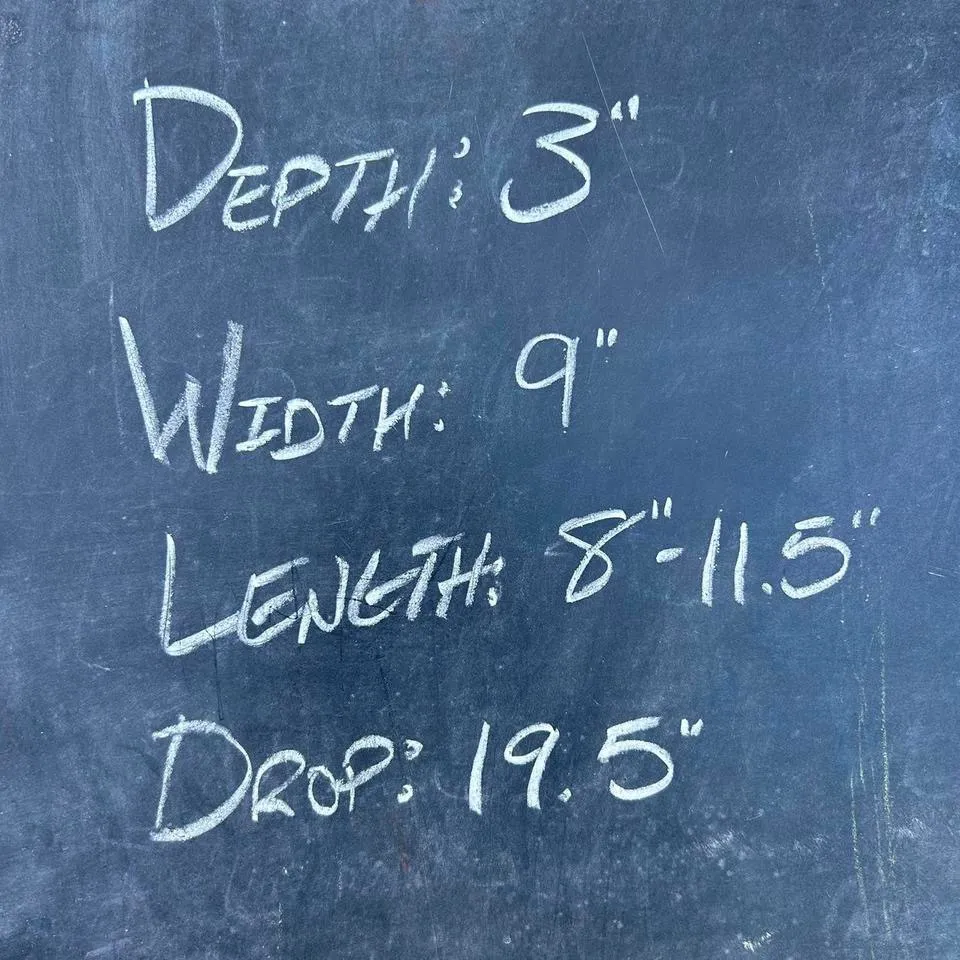 DEPTH: 3"
WIDTH: 9"
LENGTH: 8"-11.5"
DROP: 19.5"